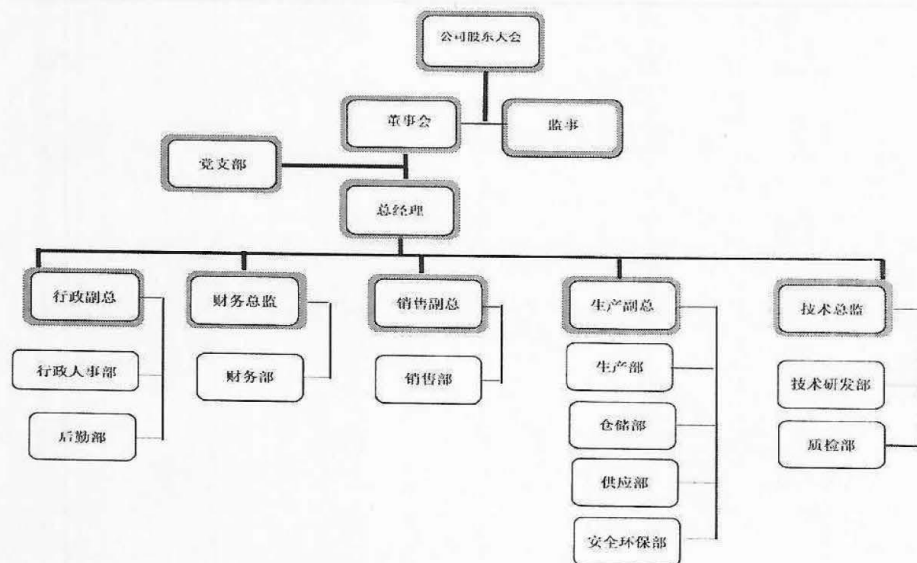 公司股东大会
董事会
监事
党支部
总经理
行政副总
财务总监
销售副总
生产副总
技术总监
行政人事部
财务部
销售部
生产部
技术研发部
后勤部
仓储部
质检部
供应部
安全环保部